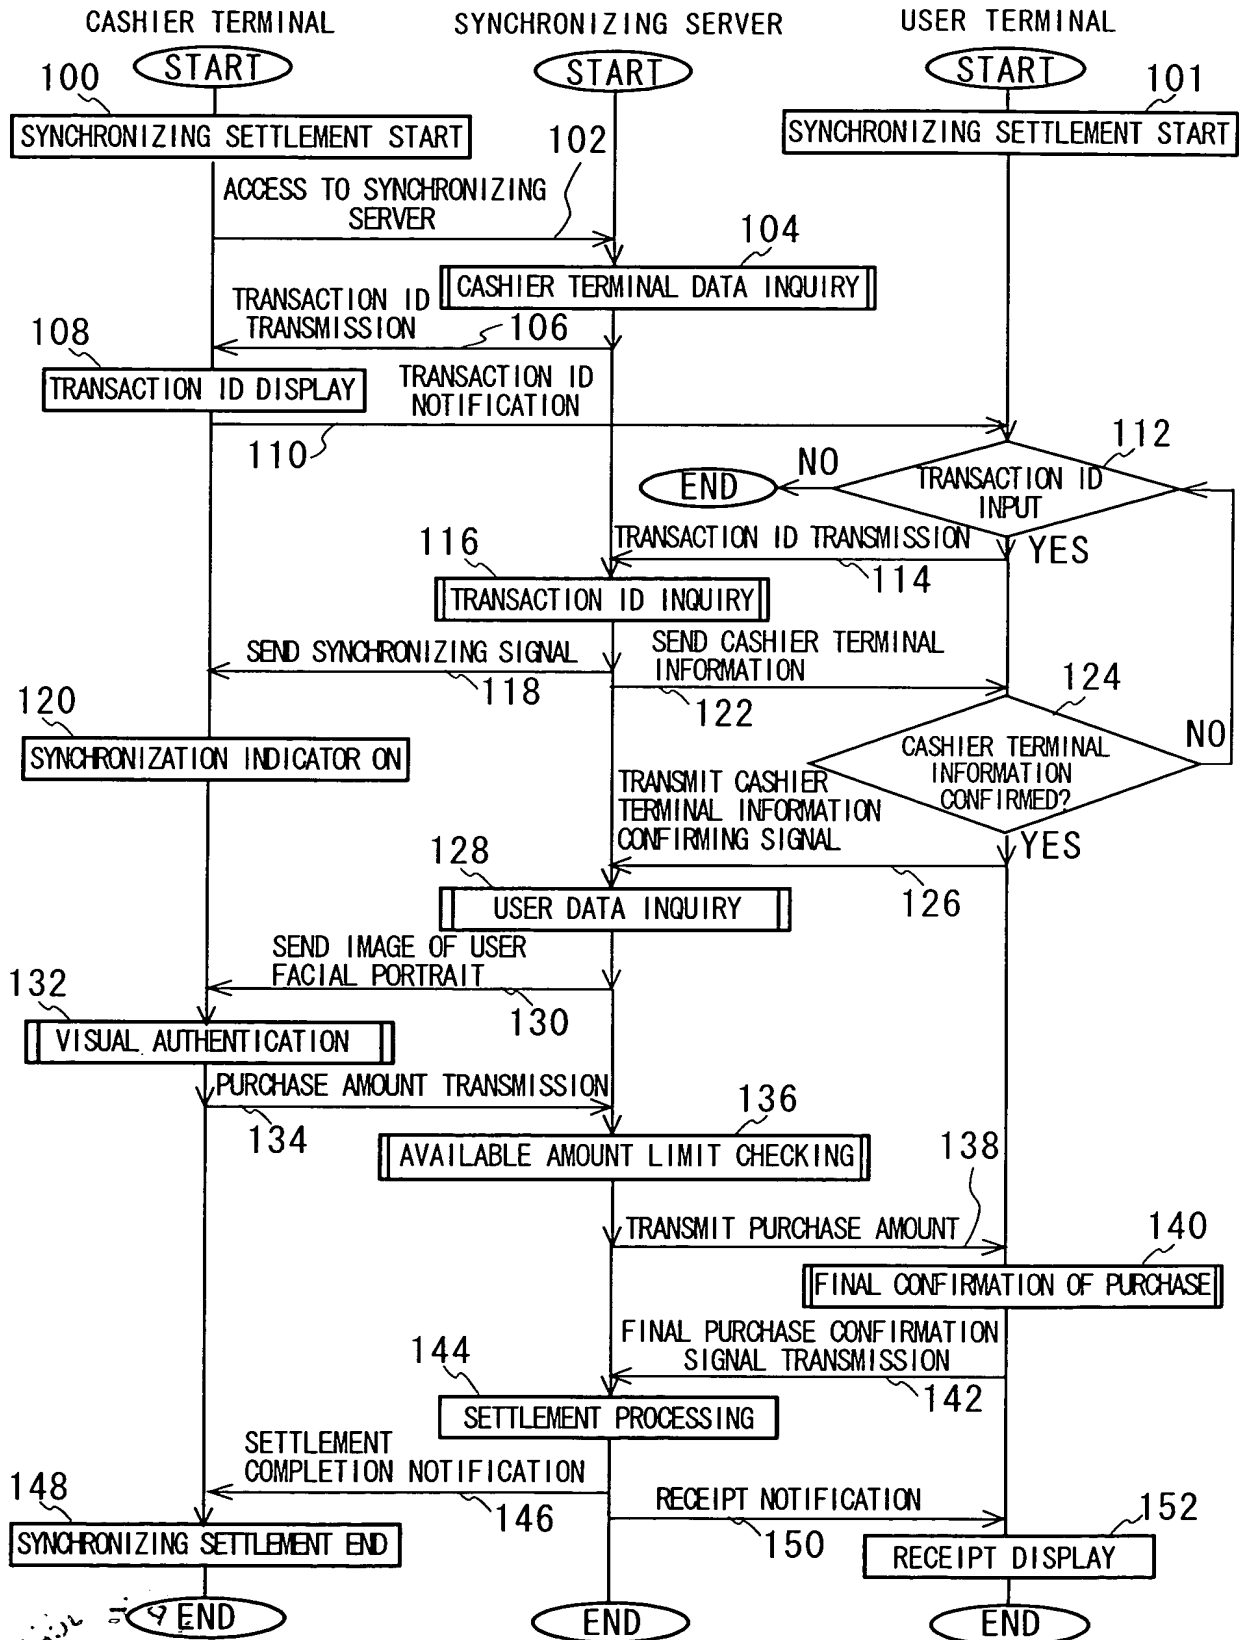 CASHIER TERMINAL
SYNCHRONIZING SERVER
USER TERMINAL
START
START
START
100
101
SYNCHRONIZING SETTLEMENT START
SYNCHRONIZING SETTLEMENT START
102
ACCESS TO SYNCHRONIZING
SERVER
104
CASHIER TERMINAL DATA INQUIRY
TRANSACTION ID
TRANSMISSION
106
108
TRANSACTION ID DISPLAY
TRANSACTION ID
NOTIFICATION
110
112
NO
END
TRANSACTION ID
INPUT
YES
TRANSACTION ID TRANSMISSION
114
116
TRANSACTION ID INQUIRY
SEND SYNCHRONIZING SIGNAL
118
SEND CASHIER TERMINAL
INFORMATION
122
124
120
SYNCHRONIZATION INDICATOR ON
CASHIER TERMINAL
INFORMATION
CONFIRMED?
NO
YES
TRANSMIT CASHIER
TERMINAL INFORMATION
CONFIRMING SIGNAL
126
128
USER DATA INQUIRY
SEND IMAGE OF USER
FACIAL PORTRAIT
130
132
VISUAL AUTHENTICATION
PURCHASE AMOUNT TRANSMISSION
134
136
AVAILABLE AMOUNT LIMIT CHECKING
138
TRANSMIT PURCHASE AMOUNT
140
FINAL CONFIRMATION OF PURCHASE
FINAL PURCHASE CONFIRMATION
SIGNAL TRANSMISSION
142
144
SETTLEMENT PROCESSING
SETTLEMENT
COMPLETION NOTIFICATION
146
148
SYNCHRONIZING SETTLEMENT END
RECEIPT NOTIFICATION
150
152
RECEIPT DISPLAY
END
END
END